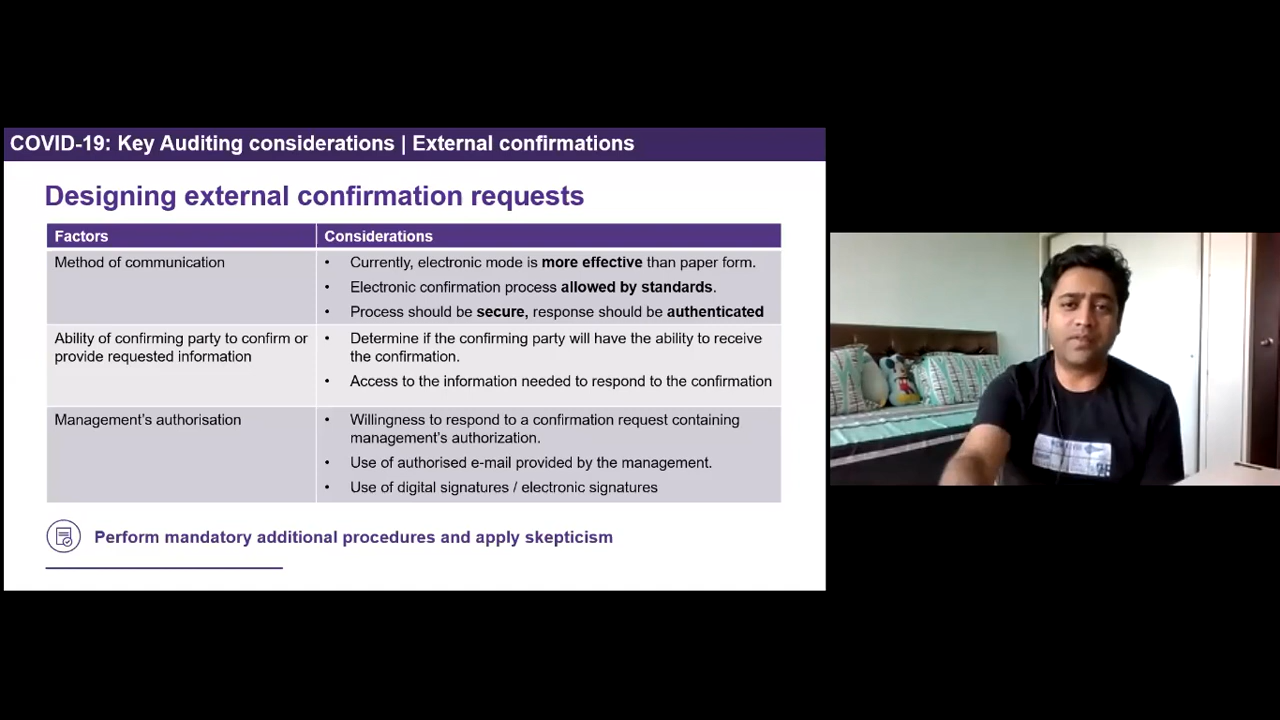 COVID-19: Key Auditing considerations | External confirmations
Designing external confirmation requests
Factors
Considerations
Method of communication
• Currently, electronic mode is more effective than paper form.
• Electronic confirmation process allowed by standards.
• Process should be secure, response should be authenticated
Ability of confirming party to confirm or
provide requested information
• Determine if the confirming party will have the ability to receive
the confirmation.
• Access to the information needed to respond to the confirmation
Management’s authorisation
• Willingness to respond to a confirmation request containing
management’s authorization.
• Use of authorised e-mail provided by the management.
• Use of digital signatures / electronic signatures
Perform mandatory additional procedures and apply skepticism